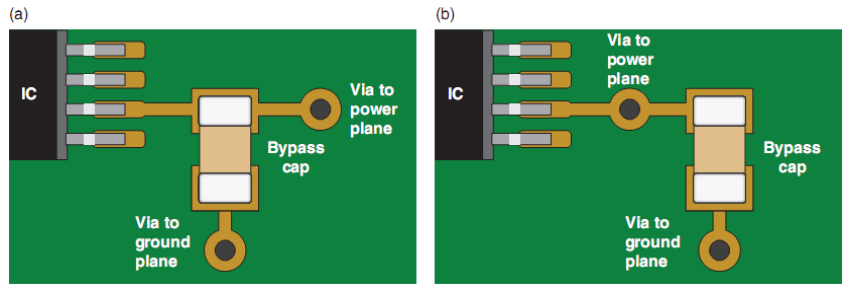 (a)
IC
Via to
power
plane
Bypass
cap
Via to
ground
plane
(b)
IC
Via to
power
plane
Bypass
cap
Via to
ground
plane